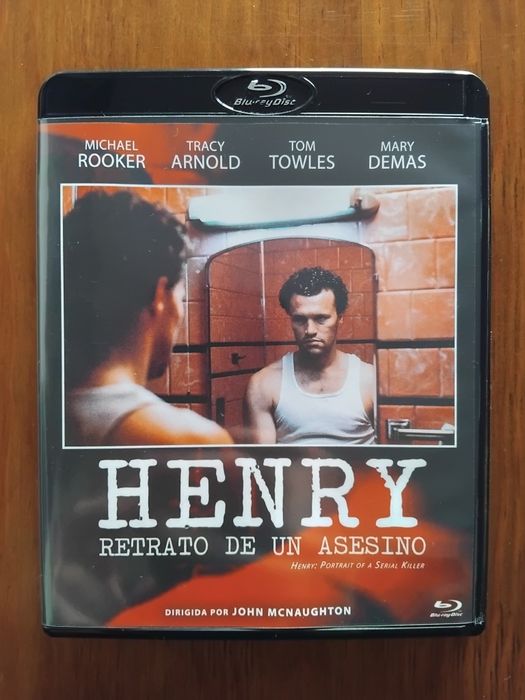 Blu-ray Disc
MICHAEL ROOKER
TRACY ARNOLD
TOM TOWLES
MARY DEMAS
HENRY
RETRATO DE UN ASESINO
HENRY: PORTRAIT OF A SERIAL KILLER
DIRIGIDA POR JOHN MCNAUGHTON
Blu-ray Disc